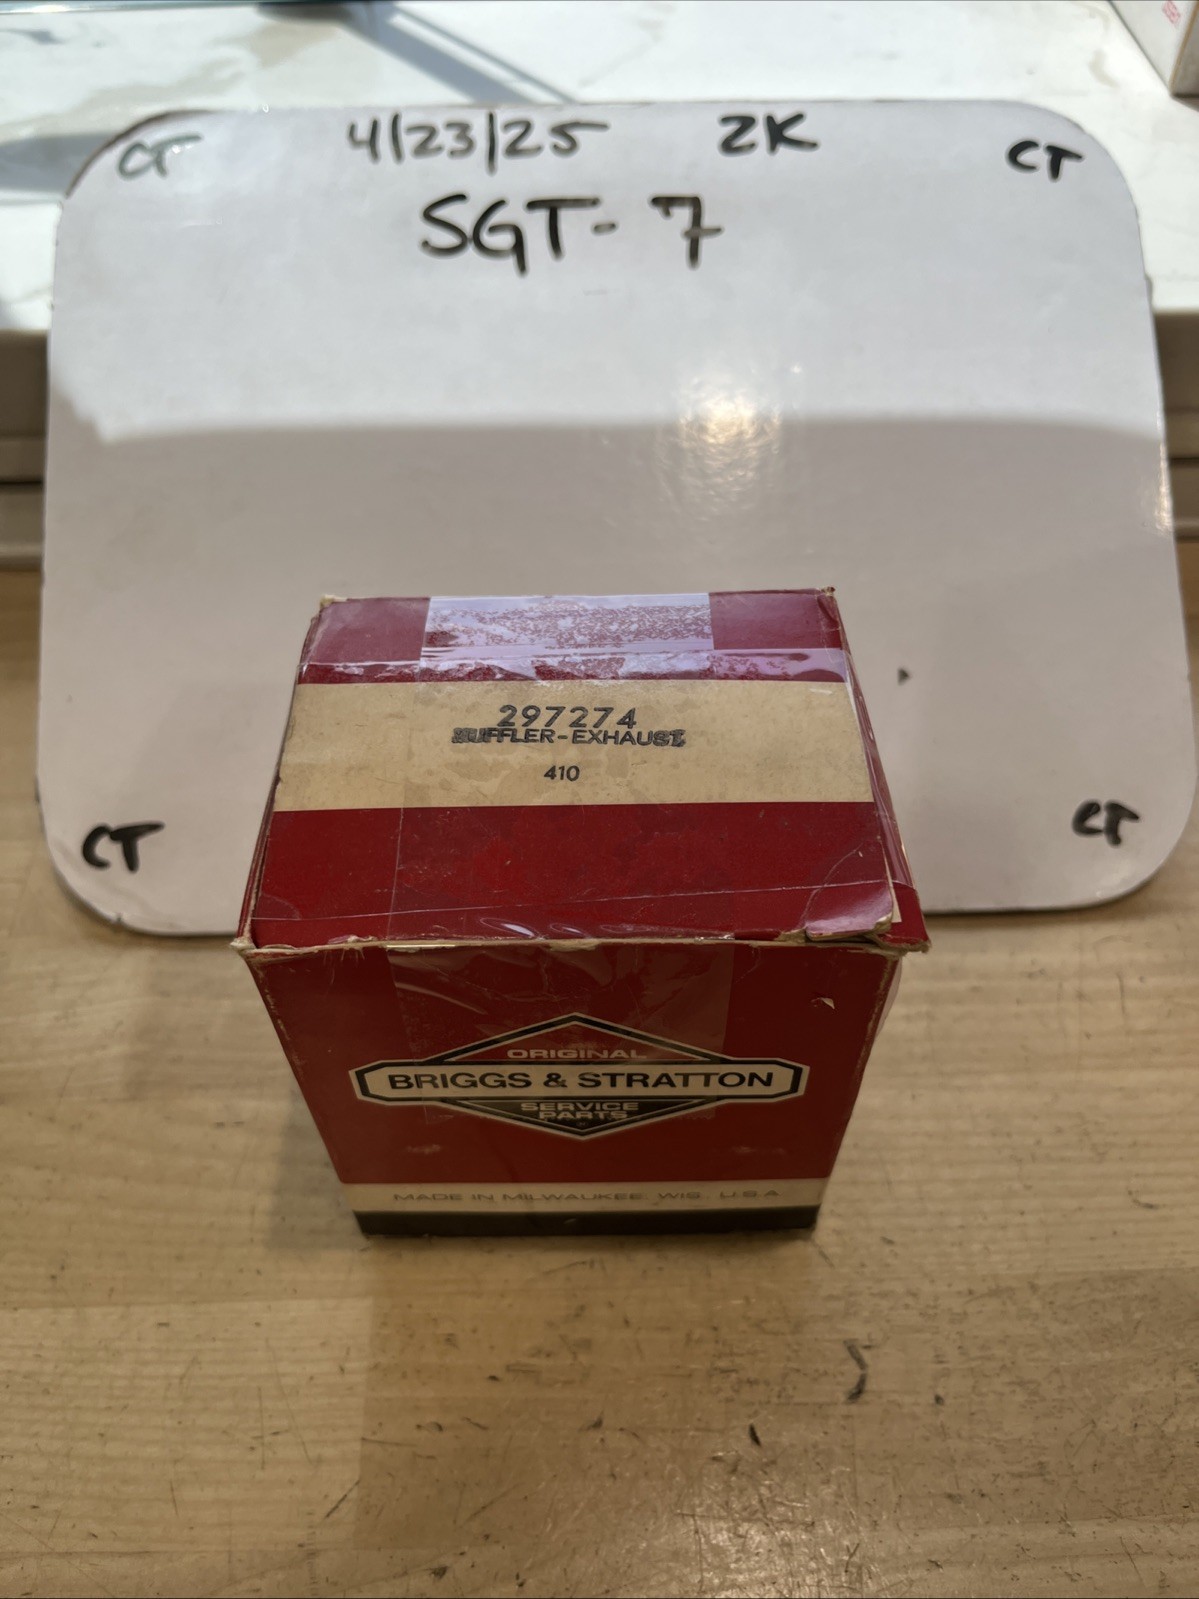 CT 4/23/25 2K CT
SGT-7
297274
MUFFLER-EXHAUST
410
CT CT
ORIGINAL
BRIGGS & STRATTON
SERVICE
PARTS
MADE IN MILWAUKEE, WIS., U.S.A.